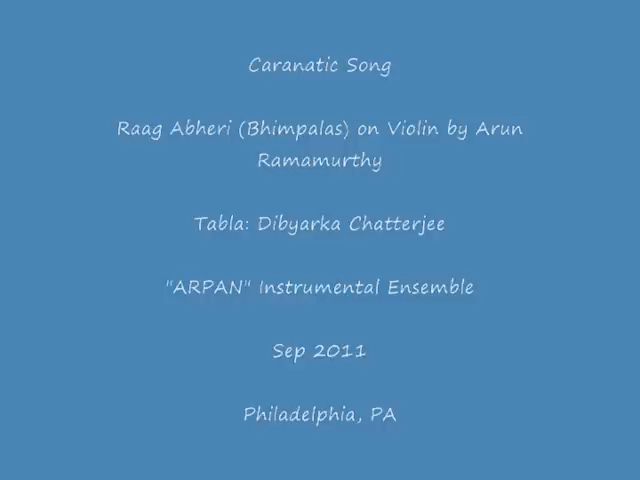 Caranatic Song
Raag Abheri (Bhimpalas) on Violin by Arun
Ramamurthy
Tabla: Dibyarka Chatterjee
"ARPAN" Instrumental Ensemble
Sep 2011
Philadelphia, PA